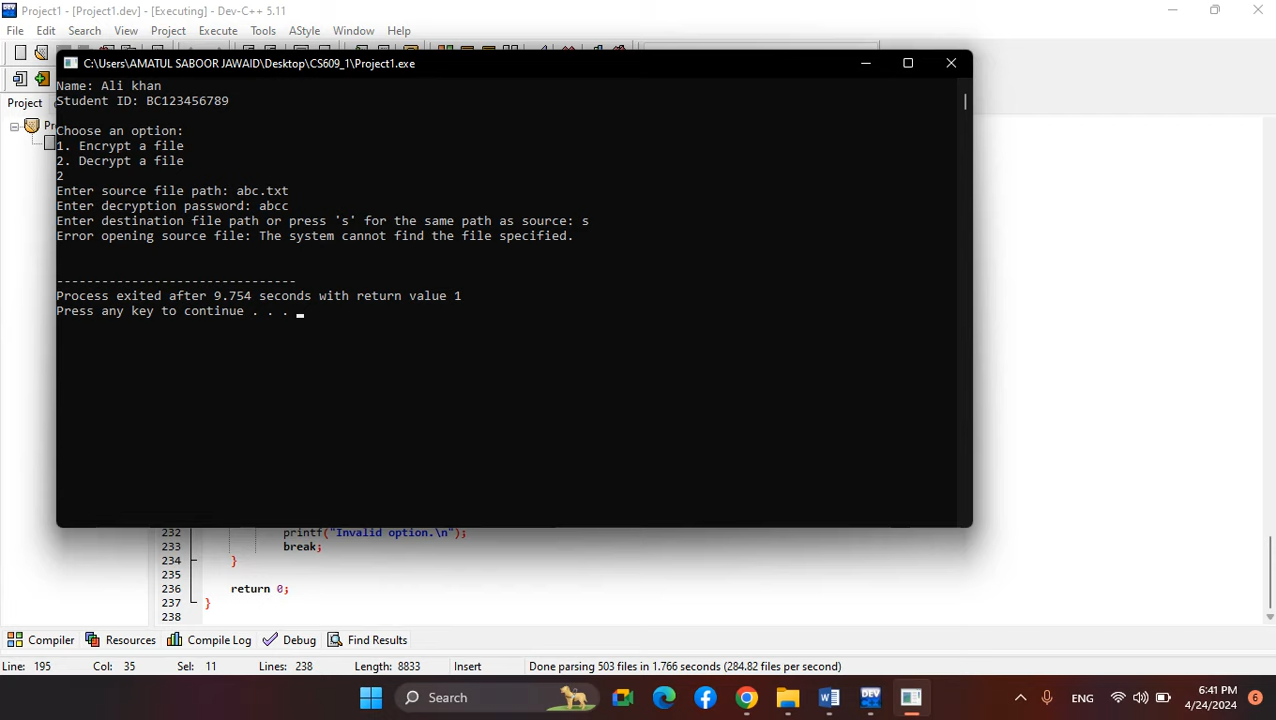 Project1 - [Project1.dev] - [Executing] - Dev-C++ 5.11
File Edit Search View Project Execute Tools AStyle Window Help
C:\Users\AMATUL SABOOR JAWAID\Desktop\CS609_1\Project1.exe
Project
Name: Ali khan
Student ID: BC123456789
Choose an option:
1. Encrypt a file
2. Decrypt a file
2
Enter source file path: abc.txt
Enter decryption password: abcc
Enter destination file path or press 's' for the same path as source: s
Error opening source file: The system cannot find the file specified.
--------------------------------
Process exited after 9.754 seconds with return value 1
Press any key to continue . . .
232 printf("Invalid option.\n");
233 break;
234 }
235
236 return 0;
237 }
238
Compiler Resources Compile Log Debug Find Results
Line: 195 Col: 35 Sel: 11 Lines: 238 Length: 8833 Insert Done parsing 503 files in 1.766 seconds (284.82 files per second)
Search
DEV
ENG
6:41 PM
4/24/2024
6